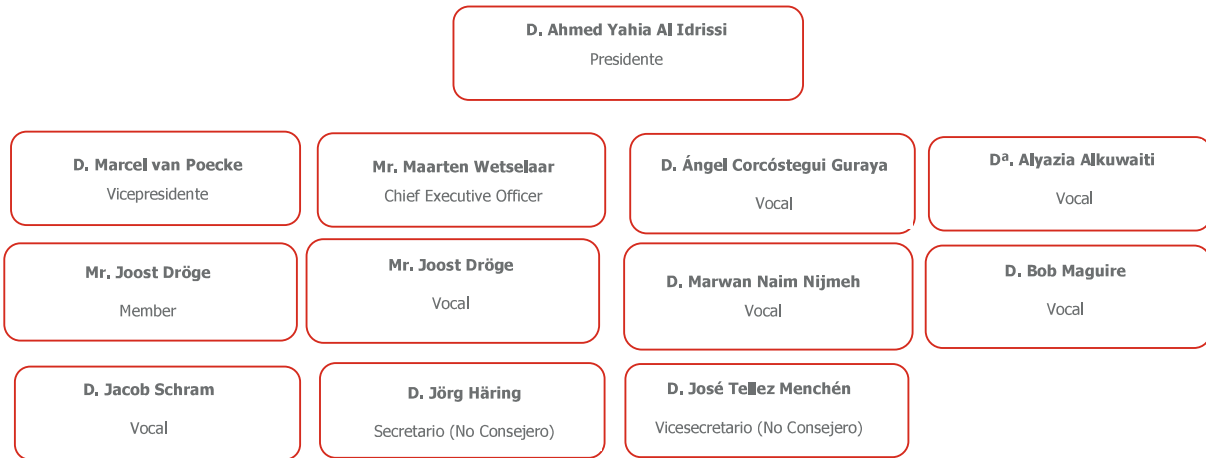 D. Ahmed Yahia Al Idrissi
Presidente
D. Marcel van Poecke
Vicepresidente
Mr. Maarten Wetselaar
Chief Executive Officer
D. Ángel Corcóstegui Guraya
Vocal
Dª. Alyazia Alkuwaiti
Vocal
Mr. Joost Dröge
Member
Mr. Joost Dröge
Vocal
D. Marwan Naim Nijmeh
Vocal
D. Bob Maguire
Vocal
D. Jacob Schram
Vocal
D. Jörg Häring
Secretario (No Consejero)
D. José Tellez Menchén
Vicesecretario (No Consejero)